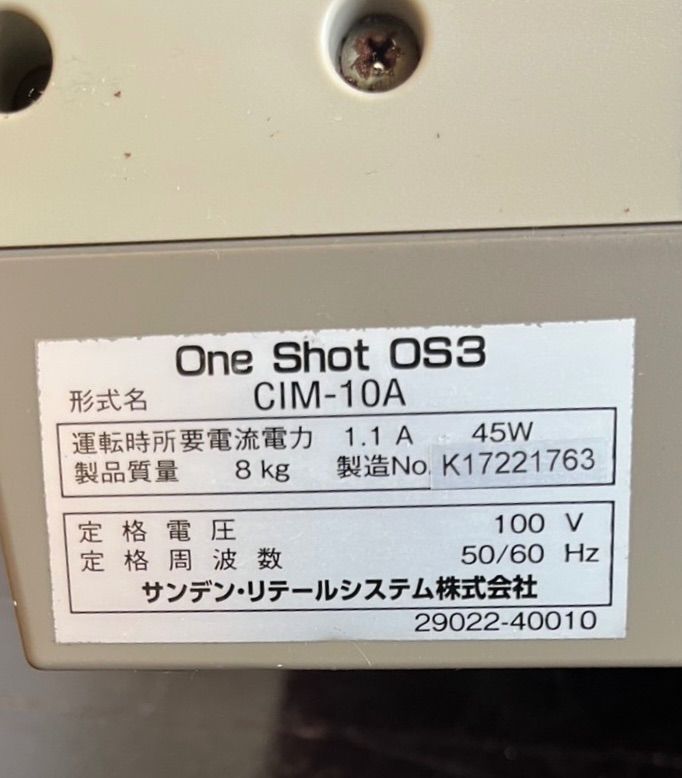 One Shot OS3
形式名 CIM-10A
運転時所要電流電力 1.1 A 45W
製品質量 8 kg 製造No. K17221763
定格電圧 100 V
定格周波数 50/60 Hz
サンデン・リテールシステム株式会社
29022-40010